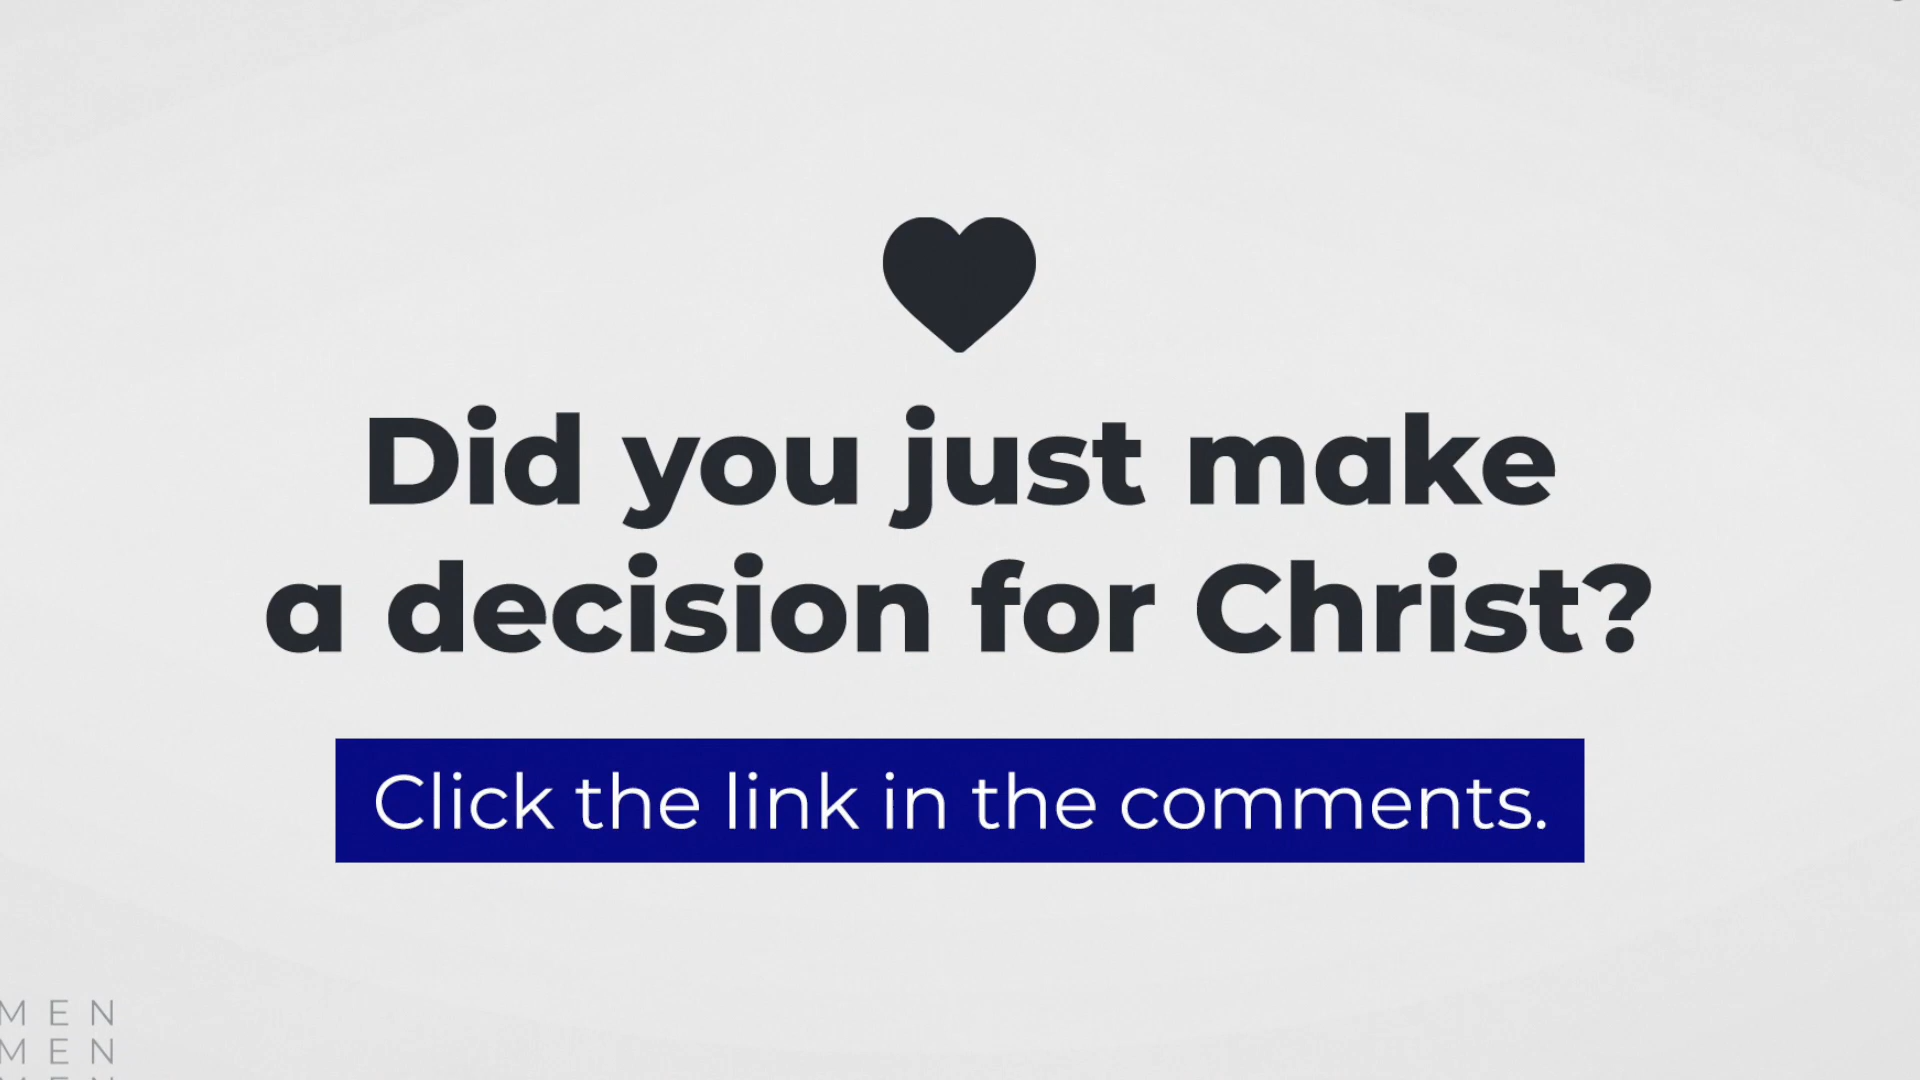 Did you just make
a decision for Christ?
Click the link in the comments.
MEN
MEN